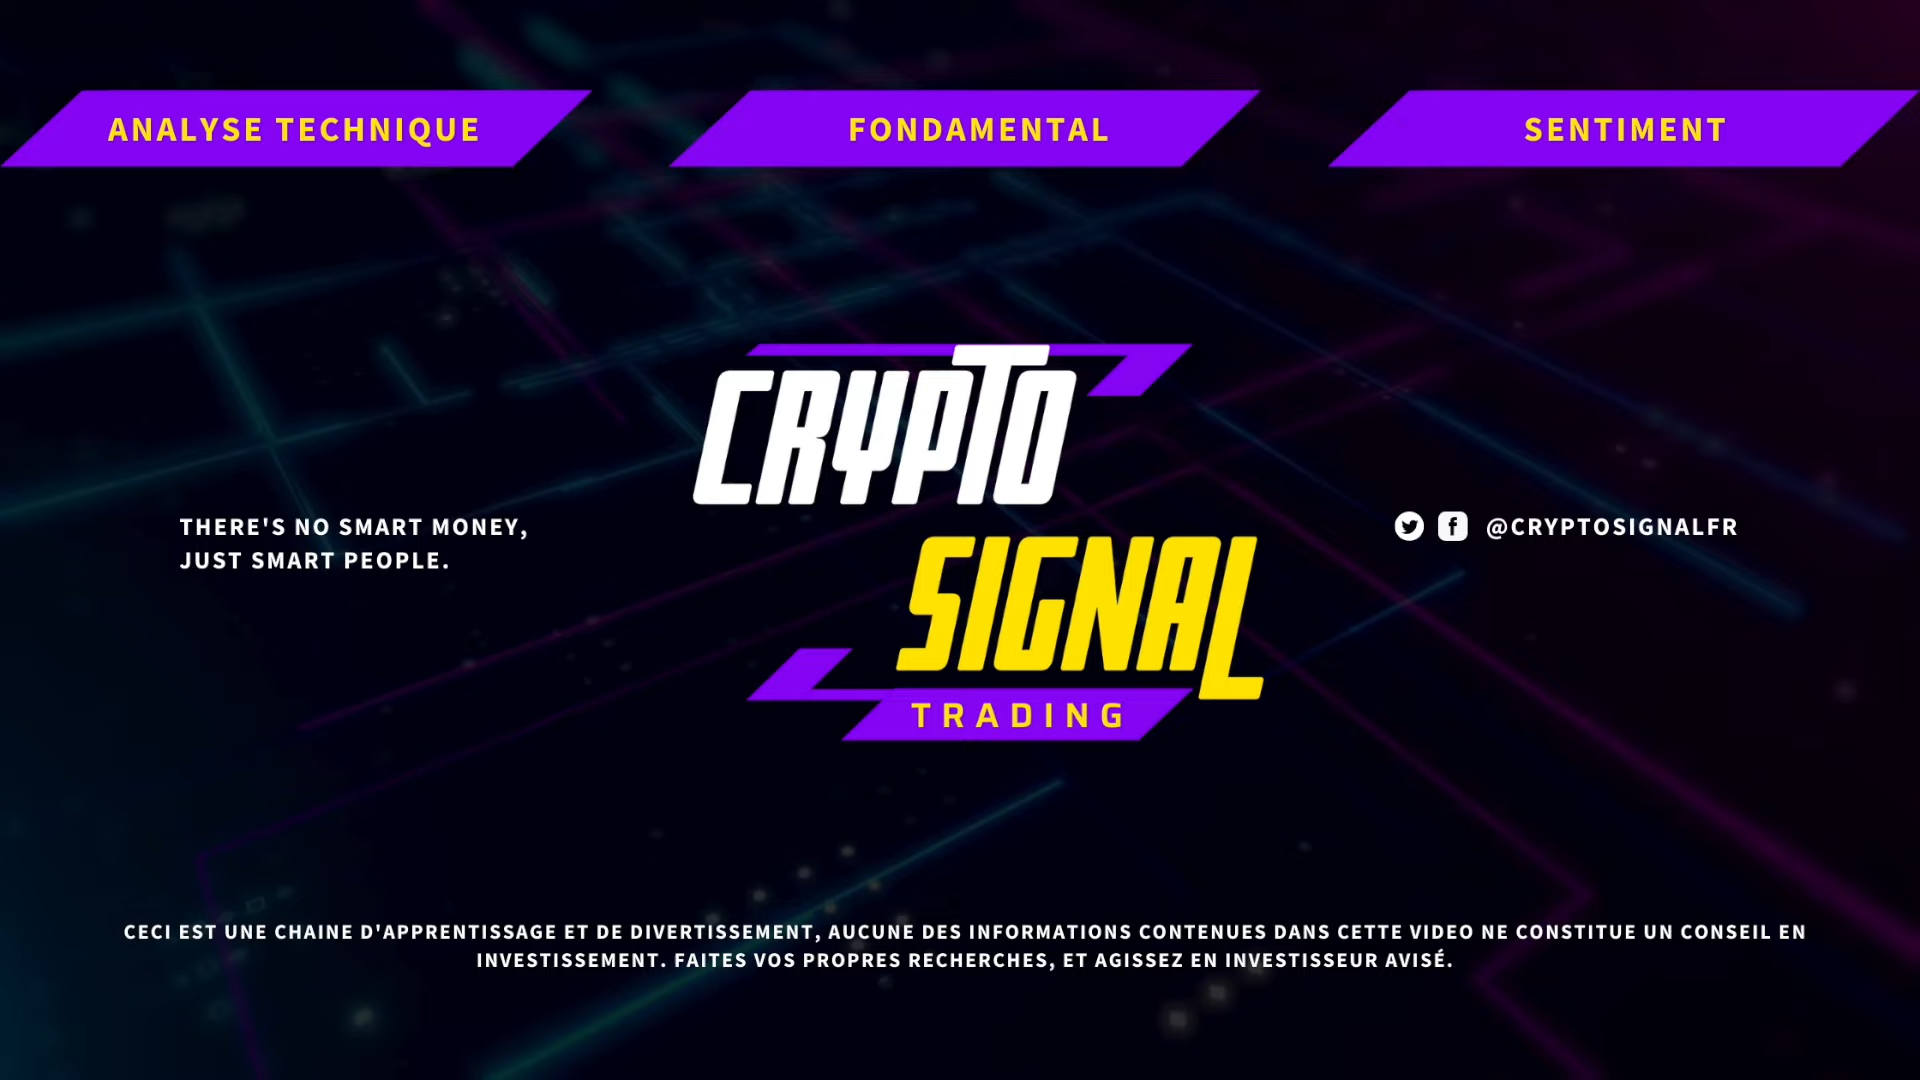 ANALYSE TECHNIQUE
FONDAMENTAL
SENTIMENT
CRYPTO
SIGNAL
TRADING
THERE'S NO SMART MONEY,
JUST SMART PEOPLE.
@CRYPTOSIGNALFR
CECI EST UNE CHAINE D'APPRENTISSAGE ET DE DIVERTISSEMENT, AUCUNE DES INFORMATIONS CONTENUES DANS CETTE VIDEO NE CONSTITUE UN CONSEIL EN
INVESTISSEMENT. FAITES VOS PROPRES RECHERCHES, ET AGISSEZ EN INVESTISSEUR AVISÉ.